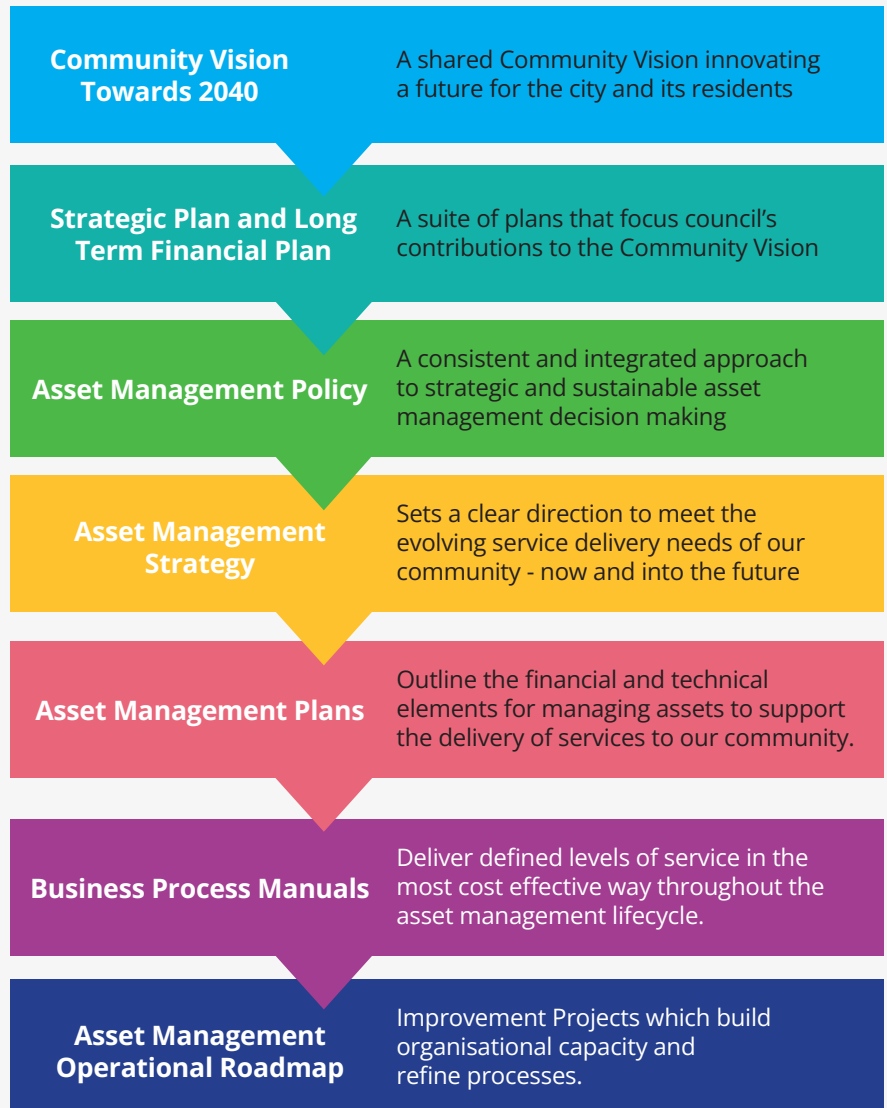 Community Vision
Towards 2040
A shared Community Vision innovating
a future for the city and its residents
Strategic Plan and Long
Term Financial Plan
A suite of plans that focus council’s
contributions to the Community Vision
Asset Management Policy
A consistent and integrated approach
to strategic and sustainable asset
management decision making
Asset Management
Strategy
Sets a clear direction to meet the
evolving service delivery needs of our
community - now and into the future
Asset Management Plans
Outline the financial and technical
elements for managing assets to support
the delivery of services to our community.
Business Process Manuals
Deliver defined levels of service in the
most cost effective way throughout the
asset management lifecycle.
Asset Management
Operational Roadmap
Improvement Projects which build
organisational capacity and
refine processes.